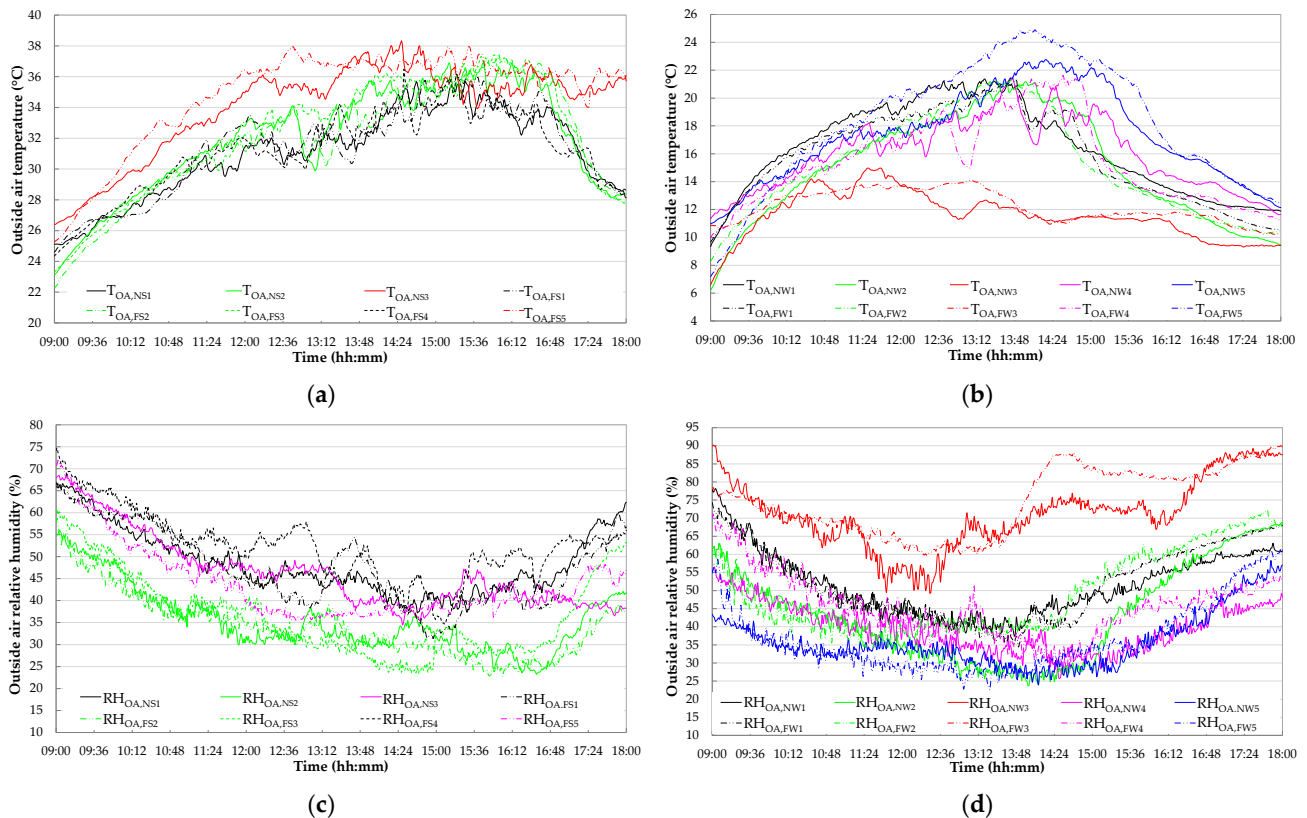 Outside air temperature (°C)
40
38
36
34
32
30
28
26
24
22
20
T_OA,NS1 T_OA,NS2 T_OA,NS3 T_OA,FS1
T_OA,FS2 T_OA,FS3 T_OA,FS4 T_OA,FS5
09:00 09:36 10:12 10:48 11:24 12:00 12:36 13:12 13:48 14:24 15:00 15:36 16:12 16:48 17:24 18:00
Time (hh:mm)
(a)
Outside air temperature (°C)
26
24
22
20
18
16
14
12
10
8
6
4
T_OA,NW1 T_OA,NW2 T_OA,NW3 T_OA,NW4 T_OA,NW5
T_OA,FW1 T_OA,FW2 T_OA,FW3 T_OA,FW4 T_OA,FW5
09:00 09:36 10:12 10:48 11:24 12:00 12:36 13:12 13:48 14:24 15:00 15:36 16:12 16:48 17:24 18:00
Time (hh:mm)
(b)
Outside air relative humidity (%)
80
75
70
65
60
55
50
45
40
35
30
25
20
15
10
RH_OA,NS1 RH_OA,NS2 RH_OA,NS3 RH_OA,FS1
RH_OA,FS2 RH_OA,FS3 RH_OA,FS4 RH_OA,FS5
09:00 09:36 10:12 10:48 11:24 12:00 12:36 13:12 13:48 14:24 15:00 15:36 16:12 16:48 17:24 18:00
Time (hh:mm)
(c)
Outside air relative humidity (%)
95
90
85
80
75
70
65
60
55
50
45
40
35
30
25
20
15
10
RH_OA,NW1 RH_OA,NW2 RH_OA,NW3 RH_OA,NW4 RH_OA,NW5
RH_OA,FW1 RH_OA,FW2 RH_OA,FW3 RH_OA,FW4 RH_OA,FW5
09:00 09:36 10:12 10:48 11:24 12:00 12:36 13:12 13:48 14:24 15:00 15:36 16:12 16:48 17:24 18:00
Time (hh:mm)
(d)